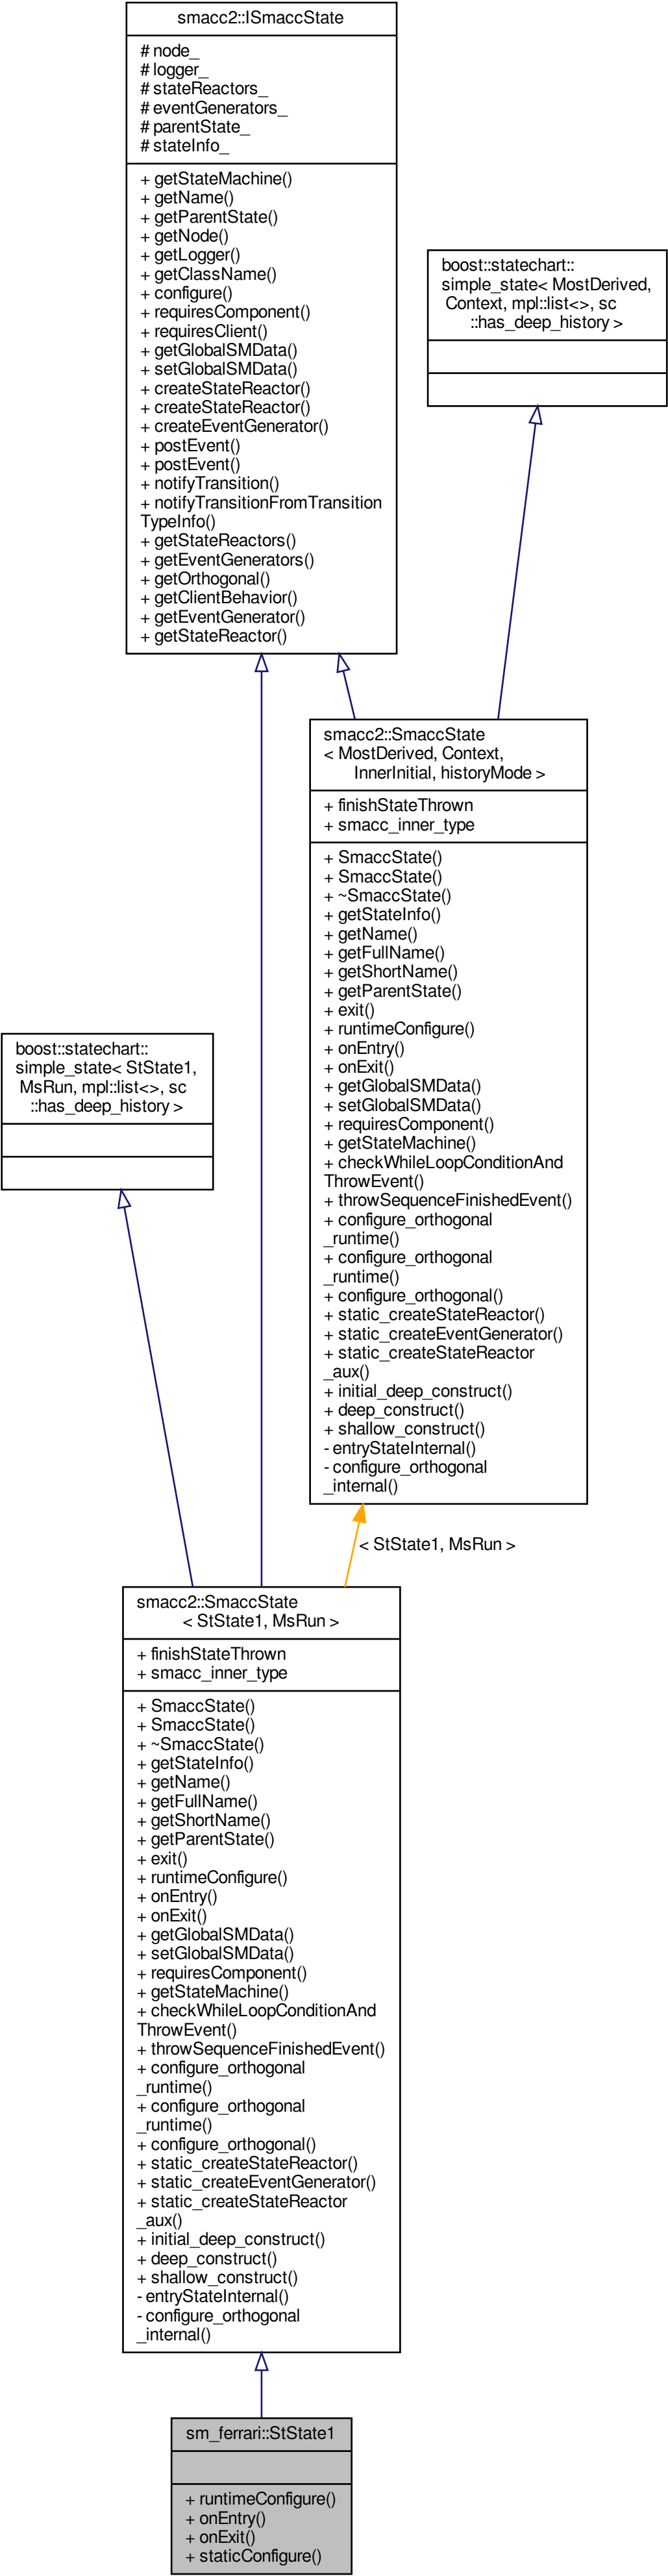 smacc2::ISmaccState
# node_
# logger_
# stateReactors_
# eventGenerators_
# parentState_
# stateInfo_
+ getStateMachine()
+ getName()
+ getParentState()
+ getNode()
+ getLogger()
+ getClassName()
+ configure()
+ requiresComponent()
+ requiresClient()
+ getGlobalSMData()
+ setGlobalSMData()
+ createStateReactor()
+ createStateReactor()
+ createEventGenerator()
+ postEvent()
+ postEvent()
+ notifyTransition()
+ notifyTransitionFromTransition
TypeInfo()
+ getStateReactors()
+ getEventGenerators()
+ getOrthogonal()
+ getClientBehavior()
+ getEventGenerator()
+ getStateReactor()
boost::statechart::
simple_state< MostDerived,
Context, mpl::list<>, sc
::has_deep_history >
smacc2::SmaccState
< MostDerived, Context,
InnerInitial, historyMode >
+ finishStateThrown
+ smacc_inner_type
+ SmaccState()
+ SmaccState()
+ ~SmaccState()
+ getStateInfo()
+ getName()
+ getFullName()
+ getShortName()
+ getParentState()
+ exit()
+ runtimeConfigure()
+ onEntry()
+ onExit()
+ getGlobalSMData()
+ setGlobalSMData()
+ requiresComponent()
+ getStateMachine()
+ checkWhileLoopConditionAnd
ThrowEvent()
+ throwSequenceFinishedEvent()
+ configure_orthogonal
_runtime()
+ configure_orthogonal
_runtime()
+ configure_orthogonal()
+ static_createStateReactor()
+ static_createEventGenerator()
+ static_createStateReactor
_aux()
+ initial_deep_construct()
+ deep_construct()
+ shallow_construct()
- entryStateInternal()
- configure_orthogonal
_internal()
boost::statechart::
simple_state< StState1,
MsRun, mpl::list<>, sc
::has_deep_history >
< StState1, MsRun >
smacc2::SmaccState
< StState1, MsRun >
+ finishStateThrown
+ smacc_inner_type
+ SmaccState()
+ SmaccState()
+ ~SmaccState()
+ getStateInfo()
+ getName()
+ getFullName()
+ getShortName()
+ getParentState()
+ exit()
+ runtimeConfigure()
+ onEntry()
+ onExit()
+ getGlobalSMData()
+ setGlobalSMData()
+ requiresComponent()
+ getStateMachine()
+ checkWhileLoopConditionAnd
ThrowEvent()
+ throwSequenceFinishedEvent()
+ configure_orthogonal
_runtime()
+ configure_orthogonal
_runtime()
+ configure_orthogonal()
+ static_createStateReactor()
+ static_createEventGenerator()
+ static_createStateReactor
_aux()
+ initial_deep_construct()
+ deep_construct()
+ shallow_construct()
- entryStateInternal()
- configure_orthogonal
_internal()
sm_ferrari::StState1
+ runtimeConfigure()
+ onEntry()
+ onExit()
+ staticConfigure()